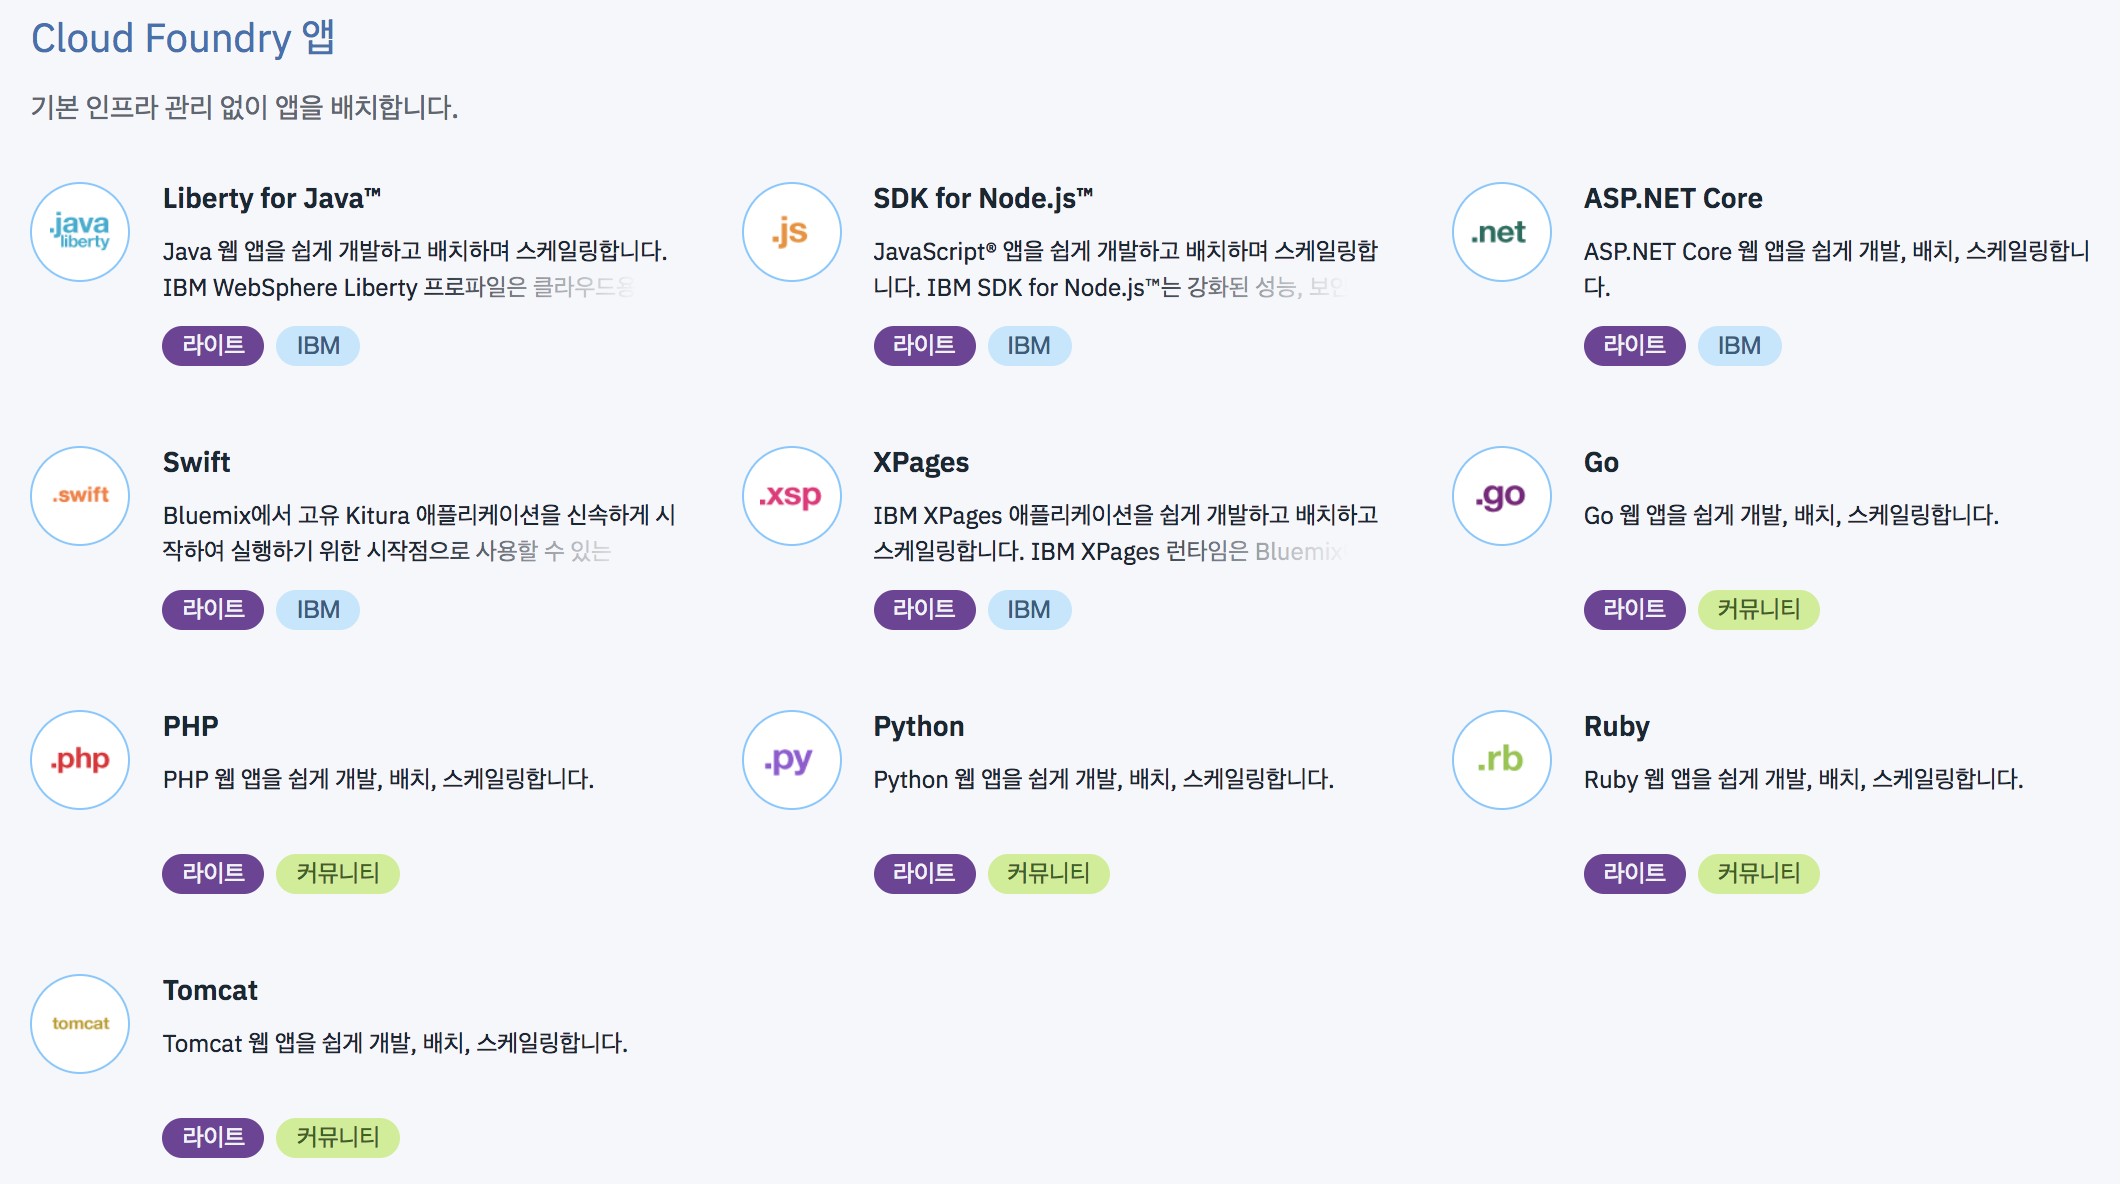 Cloud Foundry 앱
기본 인프라 관리 없이 앱을 배치합니다.
.java
liberty
Liberty for Java™
Java 웹 앱을 쉽게 개발하고 배치하며 스케일링합니다.
IBM WebSphere Liberty 프로파일은 클라우드용
라이트 IBM
.js
SDK for Node.js™
JavaScript® 앱을 쉽게 개발하고 배치하며 스케일링합
니다. IBM SDK for Node.js™는 강화된 성능, 보안
라이트 IBM
.net
ASP.NET Core
ASP.NET Core 웹 앱을 쉽게 개발, 배치, 스케일링합니
다.
라이트 IBM
.swift
Swift
Bluemix에서 고유 Kitura 애플리케이션을 신속하게 시
작하여 실행하기 위한 시작점으로 사용할 수 있는
라이트 IBM
.xsp
XPages
IBM XPages 애플리케이션을 쉽게 개발하고 배치하고
스케일링합니다. IBM XPages 런타임은 Bluemix
라이트 IBM
.go
Go
Go 웹 앱을 쉽게 개발, 배치, 스케일링합니다.
라이트 커뮤니티
.php
PHP
PHP 웹 앱을 쉽게 개발, 배치, 스케일링합니다.
라이트 커뮤니티
.py
Python
Python 웹 앱을 쉽게 개발, 배치, 스케일링합니다.
라이트 커뮤니티
.rb
Ruby
Ruby 웹 앱을 쉽게 개발, 배치, 스케일링합니다.
라이트 커뮤니티
tomcat
Tomcat
Tomcat 웹 앱을 쉽게 개발, 배치, 스케일링합니다.
라이트 커뮤니티